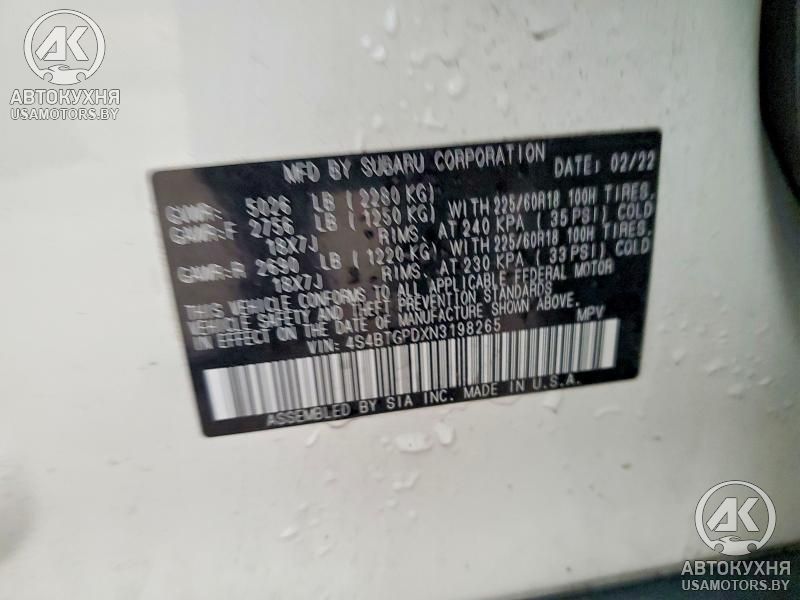 AK
АВТОКУХНЯ
USAMOTORS.BY
MFD BY SUBARU CORPORATION DATE: 02/22
GVWR: 5026 LB (2280 KG)
GAWR:F 2756 LB (1250 KG) WITH 225/60R18 100H TIRES,
18X7J RIMS, AT 240 KPA (35 PSI) COLD
GAWR:R 2690 LB (1220 KG) WITH 225/60R18 100H TIRES,
18X7J RIMS, AT 230 KPA (33 PSI) COLD
THIS VEHICLE CONFORMS TO ALL APPLICABLE FEDERAL MOTOR
VEHICLE SAFETY AND THEFT PREVENTION STANDARDS
IN EFFECT ON THE DATE OF MANUFACTURE SHOWN ABOVE.
VIN: 4S4BTGPDXN3198265 MPV
ASSEMBLED BY SIA INC. MADE IN U.S.A.
AK
АВТОКУХНЯ
USAMOTORS.BY